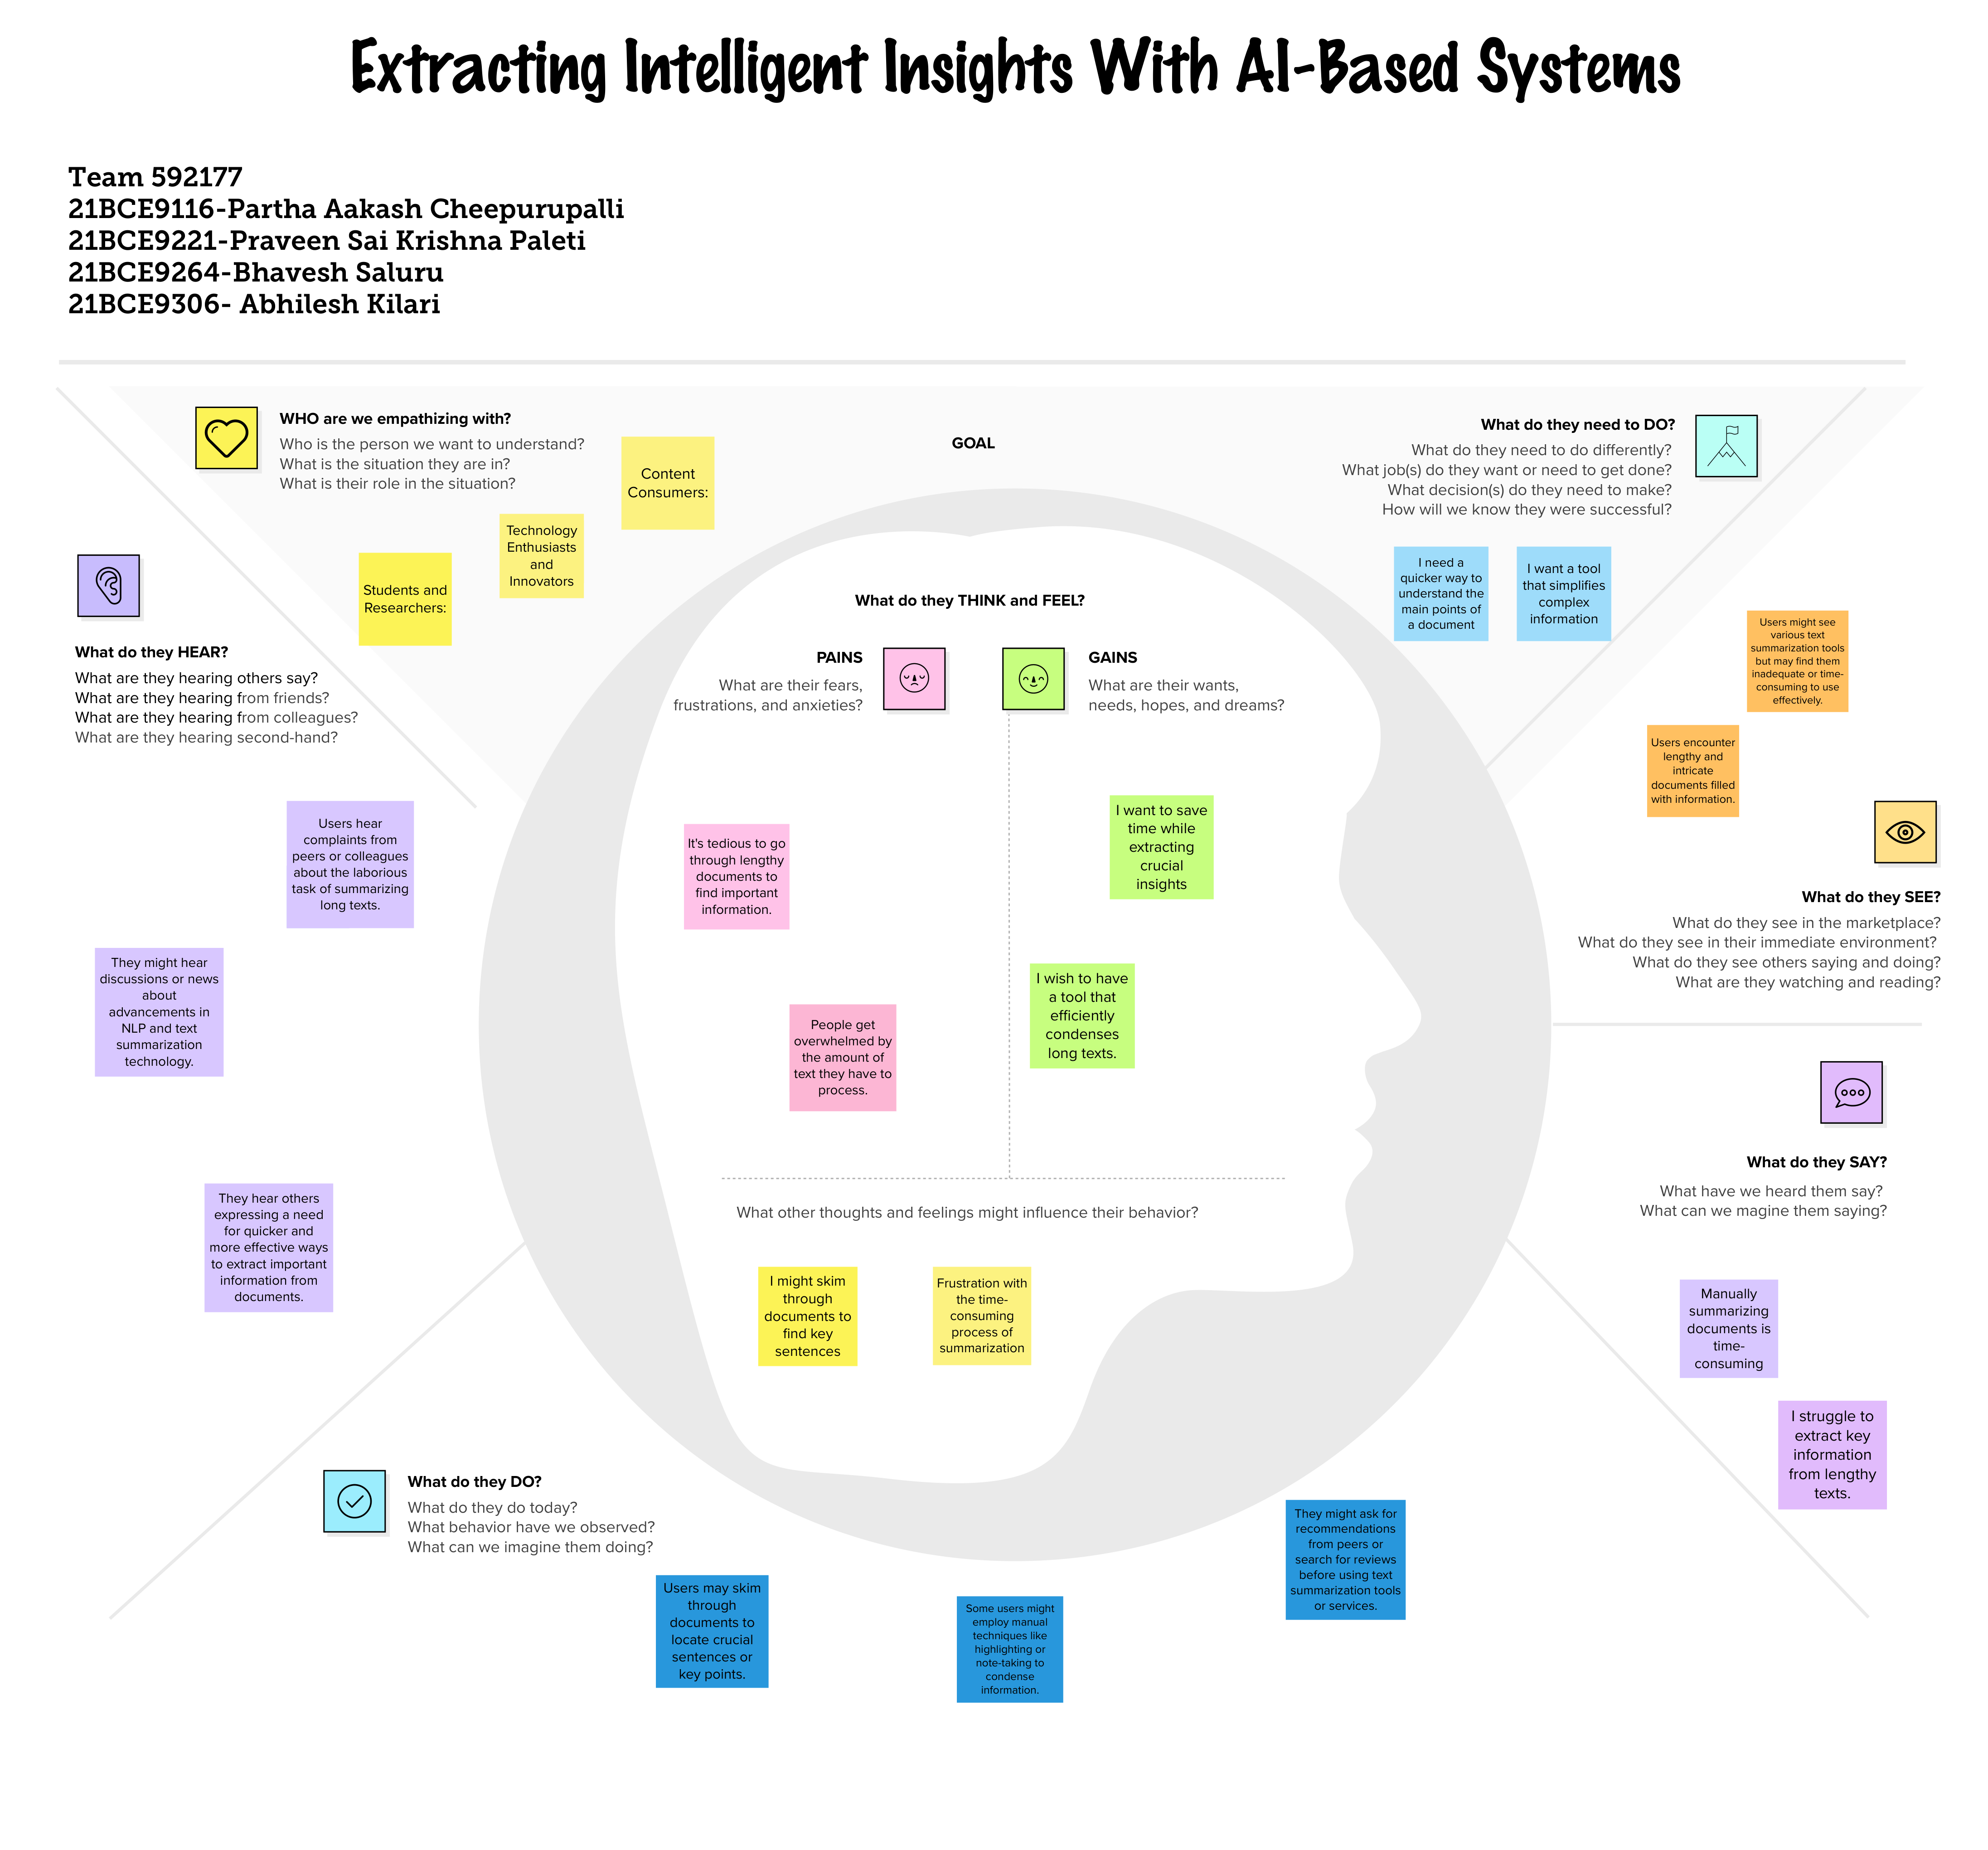 Extracting Intelligent Insights With AI-Based Systems
Team 592177
21BCE9116-Partha Aakash Cheepurupalli
21BCE9221-Praveen Sai Krishna Paleti
21BCE9264-Bhavesh Saluru
21BCE9306- Abhilesh Kilari
WHO are we empathizing with?
Who is the person we want to understand?
What is the situation they are in?
What is their role in the situation?
Content
Consumers:
Technology
Enthusiasts
and
Innovators
Students and
Researchers:
GOAL
What do they need to DO?
What do they need to do differently?
What job(s) do they want or need to get done?
What decision(s) do they need to make?
How will we know they were successful?
I need a
quicker way to
understand the
main points of
a document
I want a tool
that simplifies
complex
information
What do they HEAR?
What are they hearing others say?
What are they hearing from friends?
What are they hearing from colleagues?
What are they hearing second-hand?
Users hear
complaints from
peers or colleagues
about the laborious
task of summarizing
long texts.
They might hear
discussions or news
about
advancements in
NLP and text
summarization
technology.
They hear others
expressing a need
for quicker and
more effective ways
to extract important
information from
documents.
What do they THINK and FEEL?
PAINS
What are their fears,
frustrations, and anxieties?
GAINS
What are their wants,
needs, hopes, and dreams?
It's tedious to go
through lengthy
documents to
find important
information.
People get
overwhelmed by
the amount of
text they have to
process.
I want to save
time while
extracting
crucial
insights
I wish to have
a tool that
efficiently
condenses
long texts.
What other thoughts and feelings might influence their behavior?
I might skim
through
documents to
find key
sentences
Frustration with
the time-
consuming
process of
summarization
Users might see
various text
summarization tools
but may find them
inadequate or time-
consuming to use
effectively.
Users encounter
lengthy and
intricate
documents filled
with information.
What do they SEE?
What do they see in the marketplace?
What do they see in their immediate environment?
What do they see others saying and doing?
What are they watching and reading?
What do they SAY?
What have we heard them say?
What can we magine them saying?
Manually
summarizing
documents is
time-
consuming
I struggle to
extract key
information
from lengthy
texts.
What do they DO?
What do they do today?
What behavior have we observed?
What can we imagine them doing?
Users may skim
through
documents to
locate crucial
sentences or
key points.
Some users might
employ manual
techniques like
highlighting or
note-taking to
condense
information.
They might ask for
recommendations
from peers or
search for reviews
before using text
summarization tools
or services.